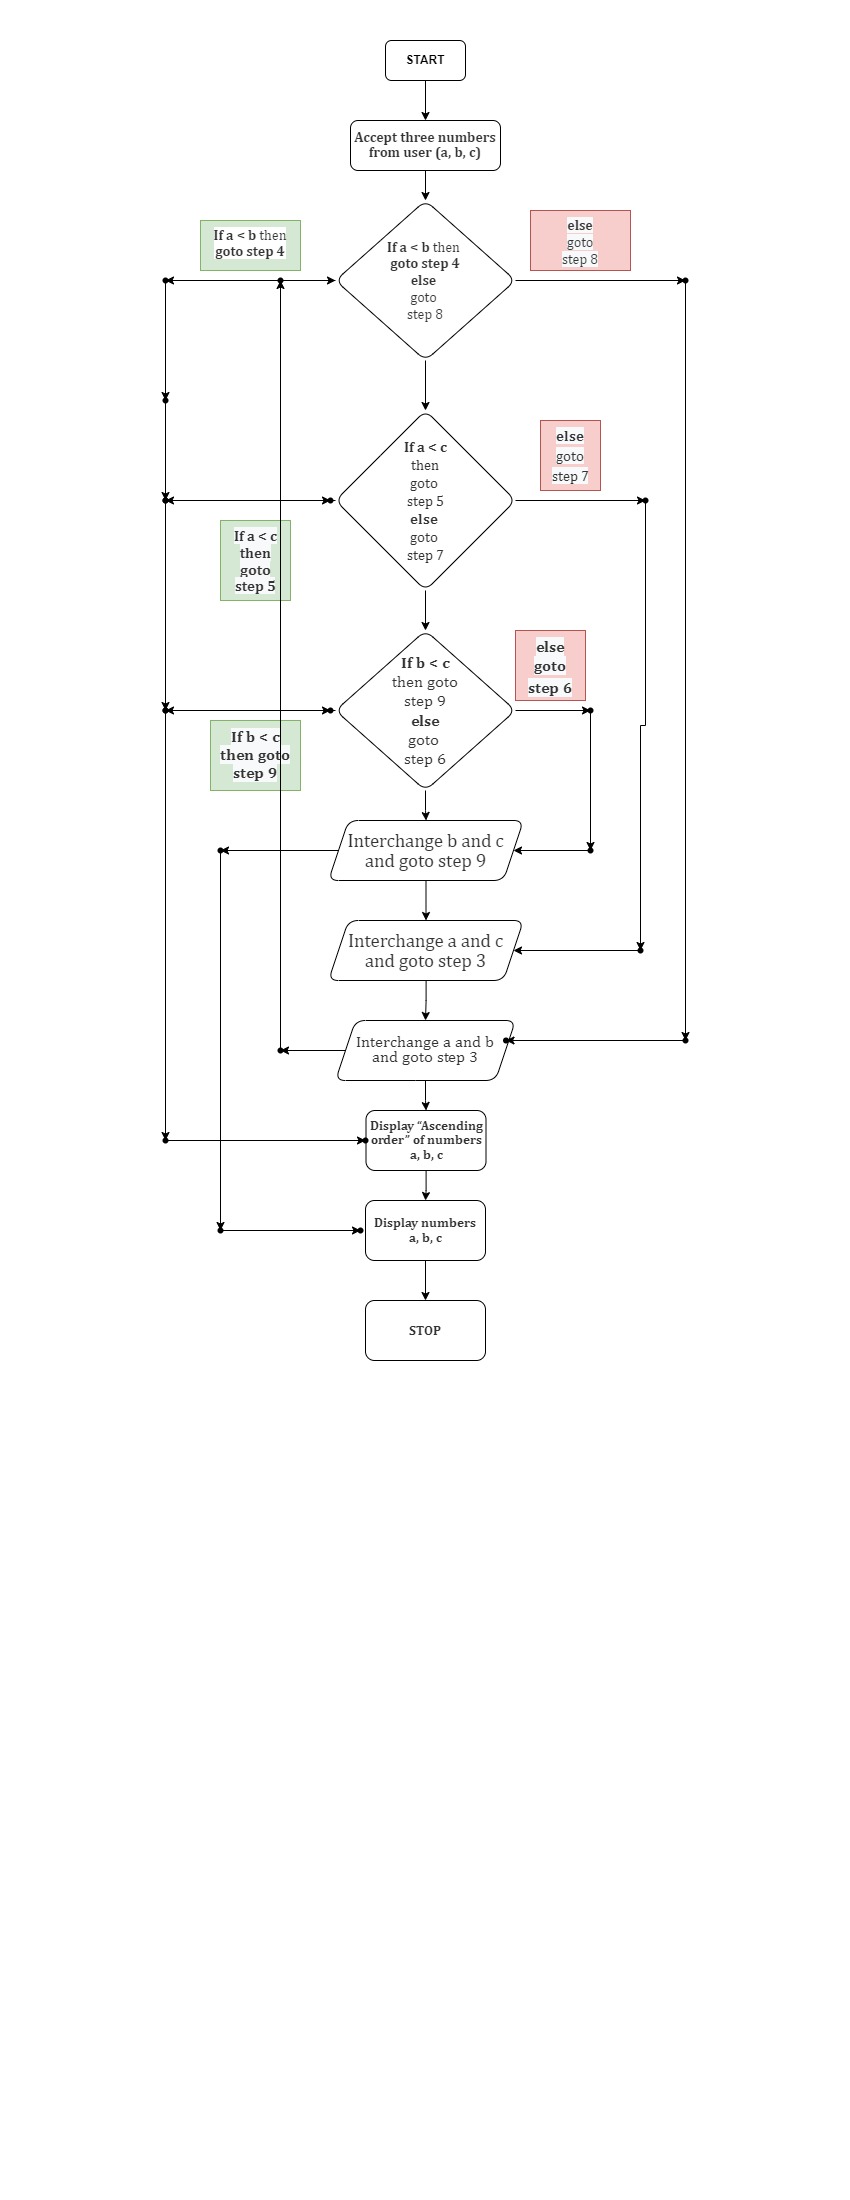 START
Accept three numbers
from user (a, b, c)
If a < b then
goto step 4
If a < b then
goto step 4
else
goto
step 8
else
goto
step 8
If a < c
then
goto
step 5
else
goto
step 7
else
goto
step 7
If a < c
then
goto
step 5
If b < c
then goto
step 9
else
goto
step 6
else
goto
step 6
If b < c
then goto
step 9
Interchange b and c
and goto step 9
Interchange a and c
and goto step 3
Interchange a and b
and goto step 3
Display “Ascending
order” of numbers
a, b, c
Display numbers
a, b, c
STOP